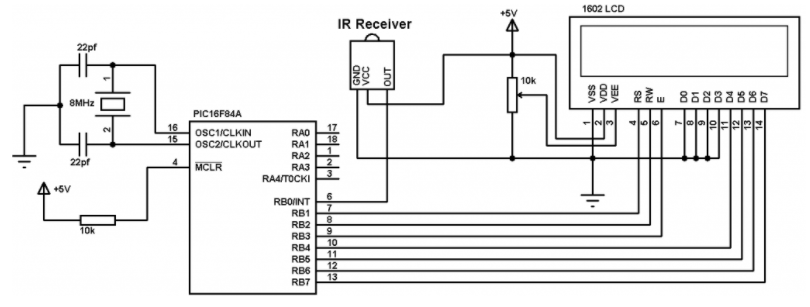 1602 LCD
IR Receiver
+5V
22pf
GND
VCC
OUT
10k
1
8MHz
2
PIC16F84A
VSS
VDD
VEE
RS
RW
E
D0
D1
D2
D3
D4
D5
D6
D7
1
2
3
4
5
6
7
8
9
10
11
12
13
14
16 OSC1/CLKIN RA0 17
15 OSC2/CLKOUT RA1 18
22pf
RA2 1
4 MCLR RA3 2
RA4/T0CKI 3
+5V
RB0/INT 6
RB1 7
10k
RB2 8
RB3 9
RB4 10
RB5 11
RB6 12
RB7 13